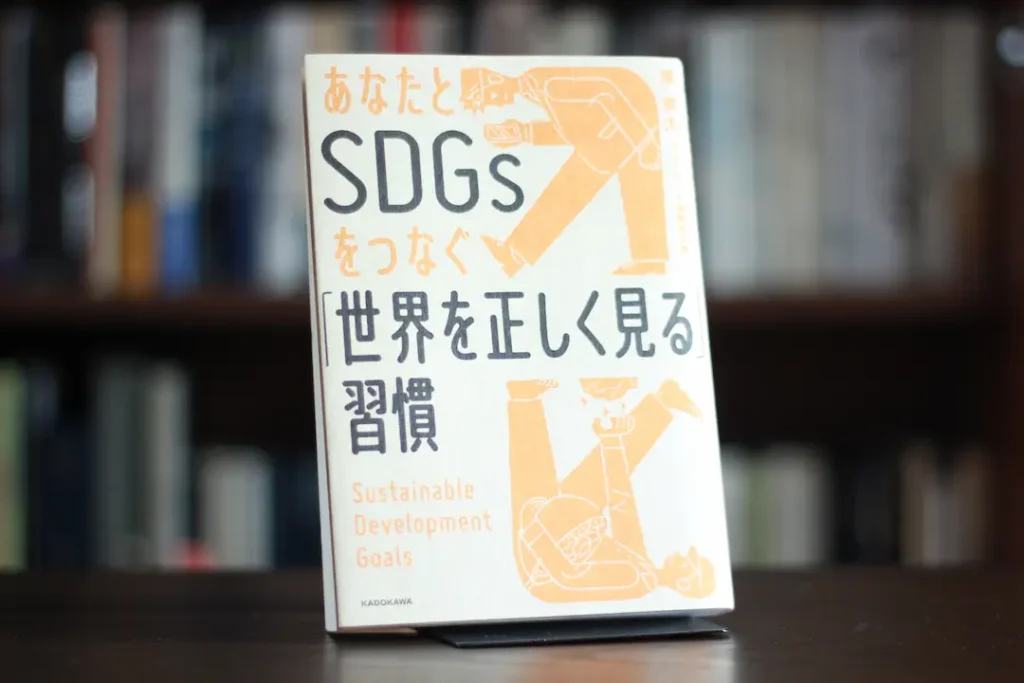 あなたと
SDGs
をつなぐ
「世界を正しく見る」
習慣
Sustainable
Development
Goals
KADOKAWA